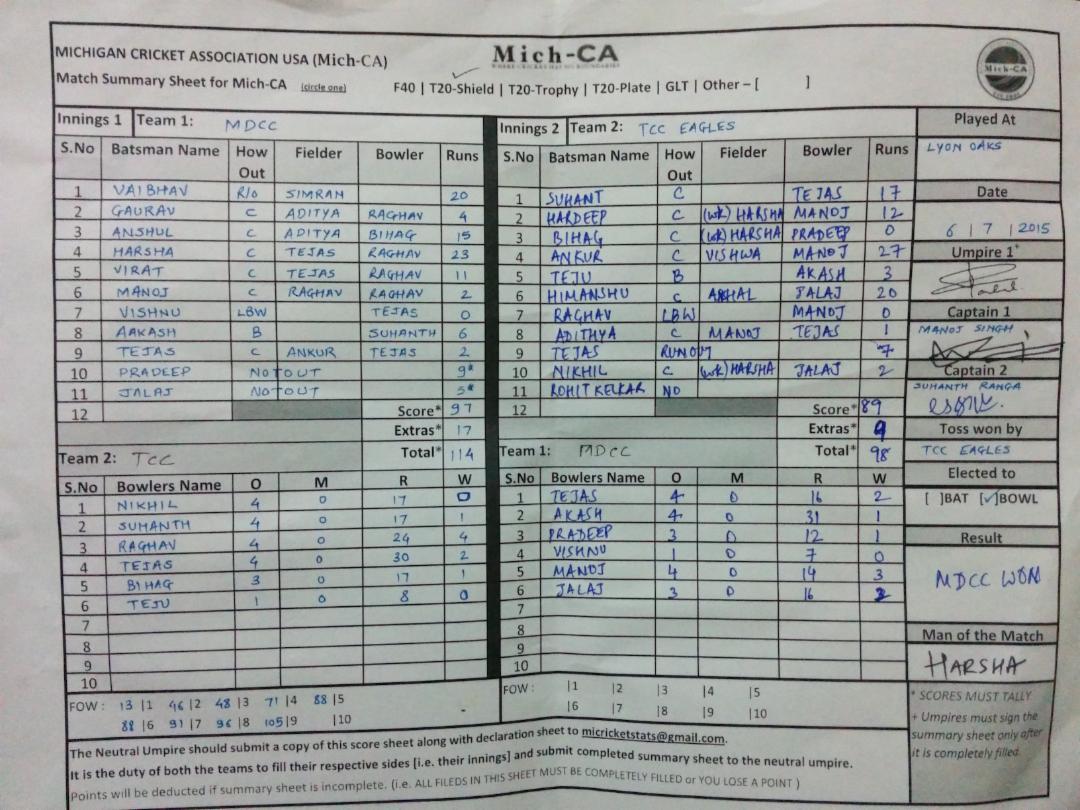 MICHIGAN CRICKET ASSOCIATION USA (Mich-CA)
Mich-CA
Match Summary Sheet for Mich-CA (circle one) F40 | T20-Shield | T20-Trophy | T20-Plate | GLT | Other – [ ]
Mich-CA
Innings 1 Team 1: MDCC
S.No Batsman Name How Out Fielder Bowler Runs
1 VAIBHAV R/o SIMRAN 20
2 GAURAV C ADITYA RAGHAV 4
3 ANSHUL C ADITYA BIHAG 15
4 HARSHA C TEJAS RAGHAV 23
5 VIRAT C TEJAS RAGHAV 11
6 MANOJ C RAGHAV RAGHAV 2
7 VISHNU LBW TEJAS 0
8 AAKASH B SUHANTH 6
9 TEJAS C ANKUR TEJAS 2
10 PRADEEP NOTOUT 9*
11 JALAJ NOTOUT 5*
12 Score* 97
Extras* 17
Team 2: TCC Total* 114
S.No Bowlers Name O M R W
1 NIKHIL 4 0 17 0
2 SUHANTH 4 0 17 1
3 RAGHAV 4 0 24 4
4 TEJAS 4 0 30 2
5 BIHAG 3 0 17 1
6 TEJU 1 0 8 0
7
8
9
10
FOW : 13 |1 46 |2 48 |3 71 |4 88 |5
88 |6 91 |7 96 |8 105 |9 |10
Innings 2 Team 2: TCC EAGLES
S.No Batsman Name How Out Fielder Bowler Runs
1 SUHANT C TEJAS 17
2 HARDEEP C (wk) HARSHA MANOJ 12
3 BIHAG C (wk) HARSHA PRADEEP 0
4 ANKUR C VISHWA MANOJ 27
5 TEJU B AKASH 3
6 HIMANSHU C JALAJ 20
7 RAGHAV LBW MANOJ 0
8 ADITHYA C MANOJ TEJAS 1
9 TEJAS RUNOUT 7
10 NIKHIL C (wk) HARSHA JALAJ 2
11 ROHIT KELKAR NO
12 Score* 89
Extras* 9
Team 1: MDCC Total* 98
S.No Bowlers Name O M R W
1 TEJAS 4 0 16 2
2 AKASH 4 0 31 1
3 PRADEEP 3 0 12 1
4 VISHNU 1 0 7 0
5 MANOJ 4 0 14 3
6 JALAJ 3 0 16 2
7
8
9
10
FOW : |1 |2 |3 |4 |5
|6 |7 |8 |9 |10
Played At
LYON OAKS
Date
6 | 7 | 2015
Umpire 1+
Captain 1
MANOJ SINGH
Captain 2
SUHANTH RANGA
Toss won by
TCC EAGLES
Elected to
[ ]BAT [✓]BOWL
Result
MDCC WON
Man of the Match
HARSHA
* SCORES MUST TALLY
+ Umpires must sign the
summary sheet only after
it is completely filled.
The Neutral Umpire should submit a copy of this score sheet along with declaration sheet to micricketstats@gmail.com.
It is the duty of both the teams to fill their respective sides [i.e. their innings] and submit completed summary sheet to the neutral umpire.
Points will be deducted if summary sheet is incomplete. (i.e. ALL FILEDS IN THIS SHEET MUST BE COMPLETELY FILLED or YOU LOSE A POINT )